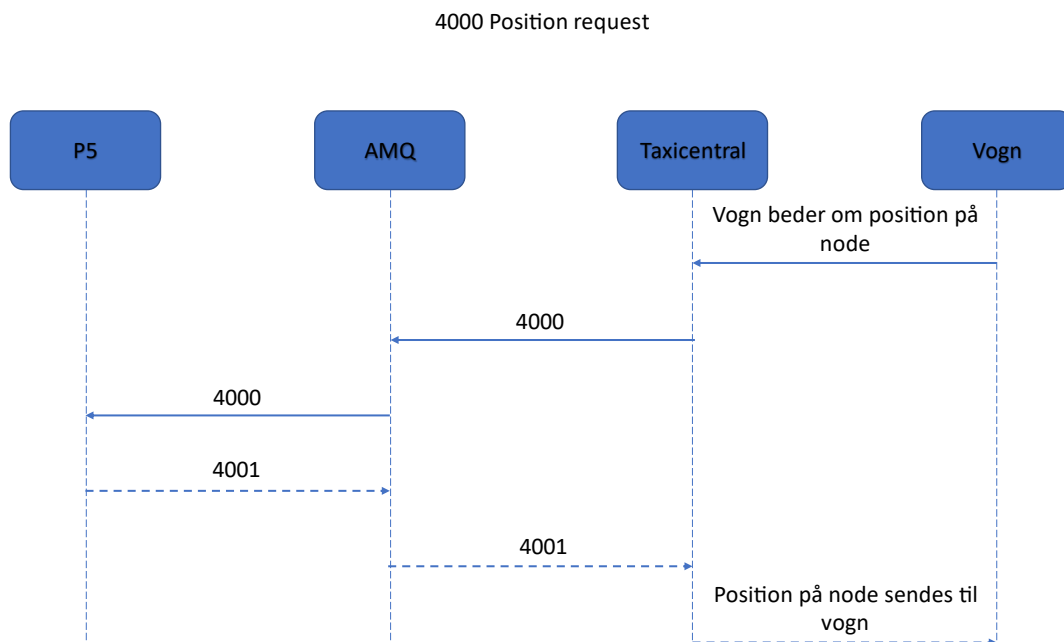 4000 Position request
P5
AMQ
Taxicentral
Vogn
Vogn beder om position på
node
4000
4000
4001
4001
Position på node sendes til
vogn